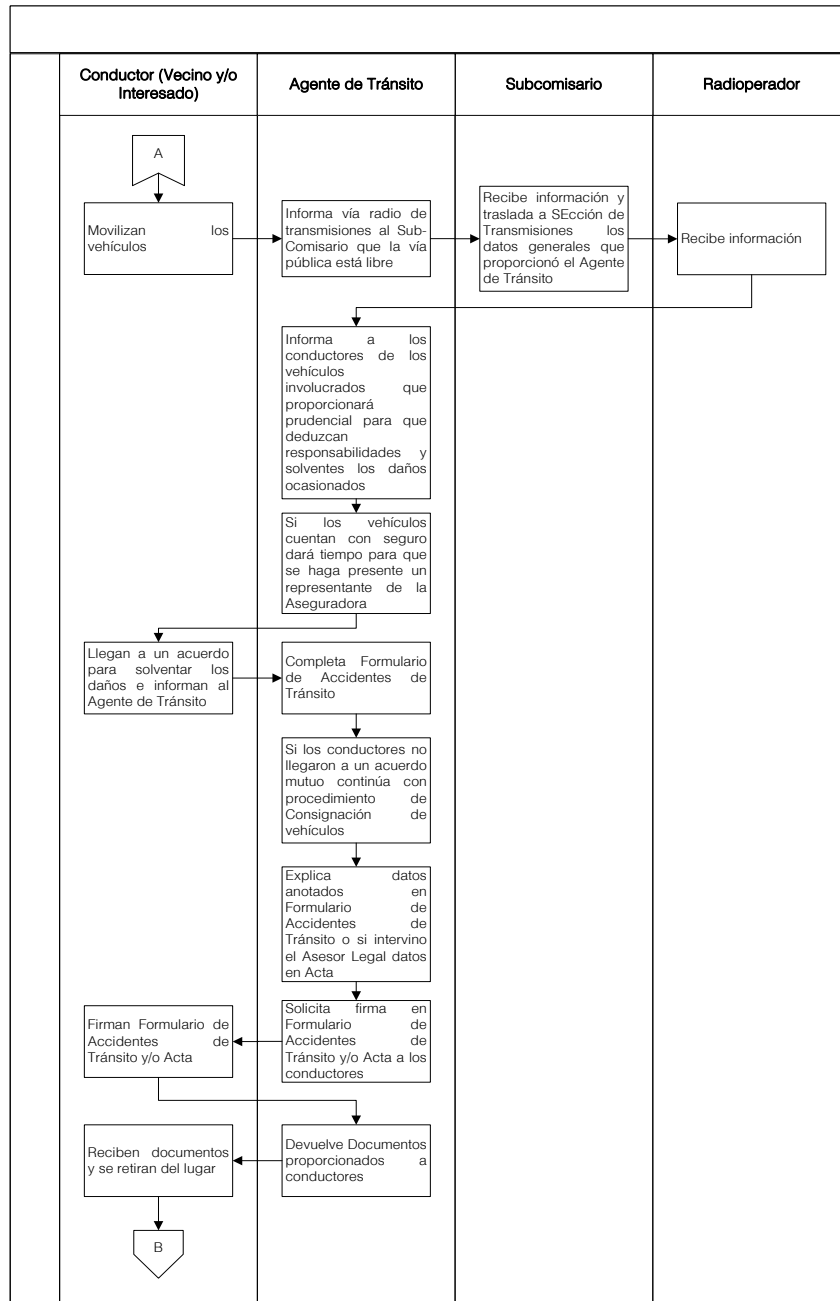 Conductor (Vecino y/o
Interesado)
Agente de Tránsito
Subcomisario
Radioperador
A
Movilizan los
vehículos
Informa vía radio de
transmisiones al Sub-
Comisario que la vía
pública está libre
Recibe información y
traslada a SEcción de
Transmisiones los
datos generales que
proporcionó el Agente
de Tránsito
Recibe información
Informa a los
conductores de los
vehículos
involucrados que
proporcionará
prudencial para que
deduzcan
responsabilidades y
solventes los daños
ocasionados
Si los vehículos
cuentan con seguro
dará tiempo para que
se haga presente un
representante de la
Aseguradora
Llegan a un acuerdo
para solventar los
daños e informan al
Agente de Tránsito
Completa Formulario
de Accidentes de
Tránsito
Si los conductores no
llegaron a un acuerdo
mutuo continúa con
procedimiento de
Consignación de
vehículos
Explica datos
anotados en
Formulario de
Accidentes de
Tránsito o si intervino
el Asesor Legal datos
en Acta
Solicita firma en
Formulario de
Accidentes de
Tránsito y/o Acta a los
conductores
Firman Formulario de
Accidentes de
Tránsito y/o Acta
Devuelve Documentos
proporcionados a
conductores
Reciben documentos
y se retiran del lugar
B